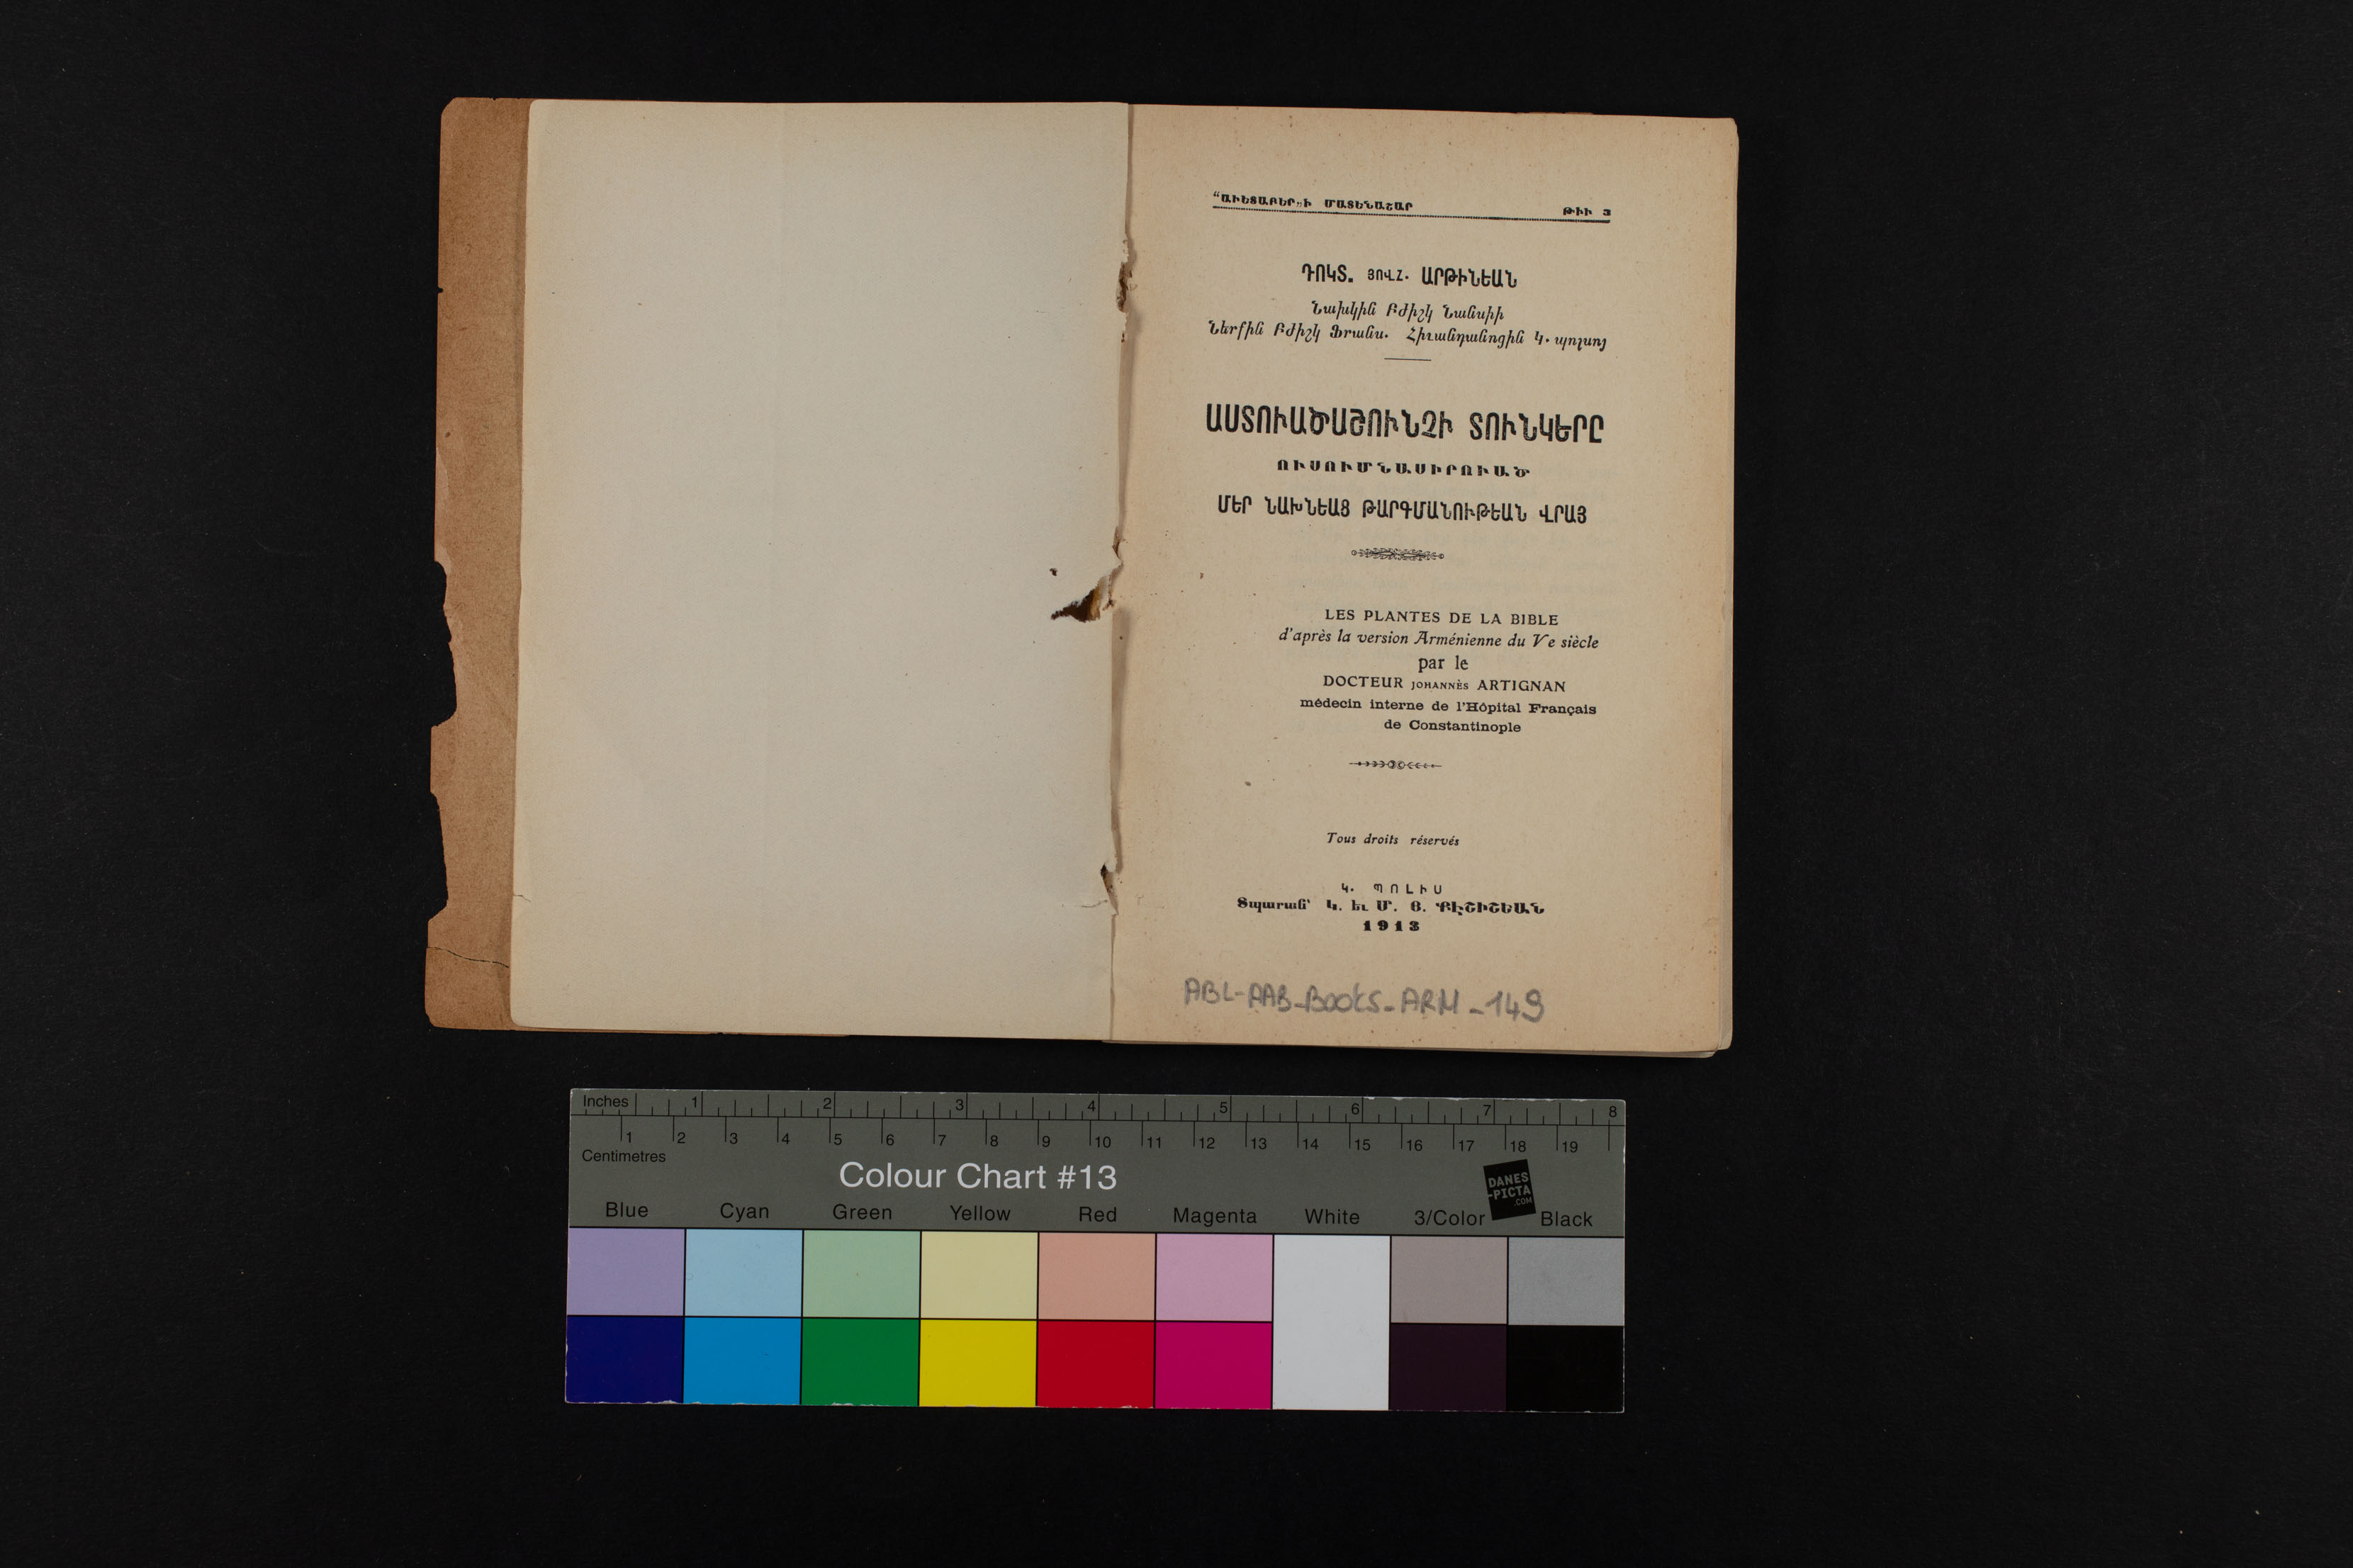 “ԱՒԵՏԱԲԵՐ„Ի ՄԱՏԵՆԱՇԱՐ ԹԻՒ 3
ԴՈԿՏ. ՅՈՎՀ. ԱՐԹԻՆԵԱՆ
Նախկին Բժիշկ Նանսիի
Ներքին Բժիշկ Ֆրանս. Հիւանդանոցին Կ. պոլսոյ
ԱՍՏՈՒԱԾԱՇՈՒՆՉԻ ՏՈՒՆԿԵՐԸ
ՈՒՍՈՒՄՆԱՍԻՐՈՒԱԾ
ՄԵՐ ՆԱԽՆԵԱՑ ԹԱՐԳՄԱՆՈՒԹԵԱՆ ՎՐԱՅ
LES PLANTES DE LA BIBLE
d'après la version Arménienne du Ve siècle
par le
DOCTEUR JOHANNÈS ARTIGNAN
médecin interne de l'Hôpital Français
de Constantinople
Tous droits réservés
Կ. ՊՈԼԻՍ
Տպարան՝ Կ. եւ Մ. Ց. ՔԷՇԻՇԵԱՆ
1913
ABL-AAB-Books-ARM-149
Inches 1 2 3 4 5 6 7 8
1 2 3 4 5 6 7 8 9 10 11 12 13 14 15 16 17 18 19
Centimetres
Colour Chart #13
DANES
-PICTA
.COM
Blue Cyan Green Yellow Red Magenta White 3/Color Black